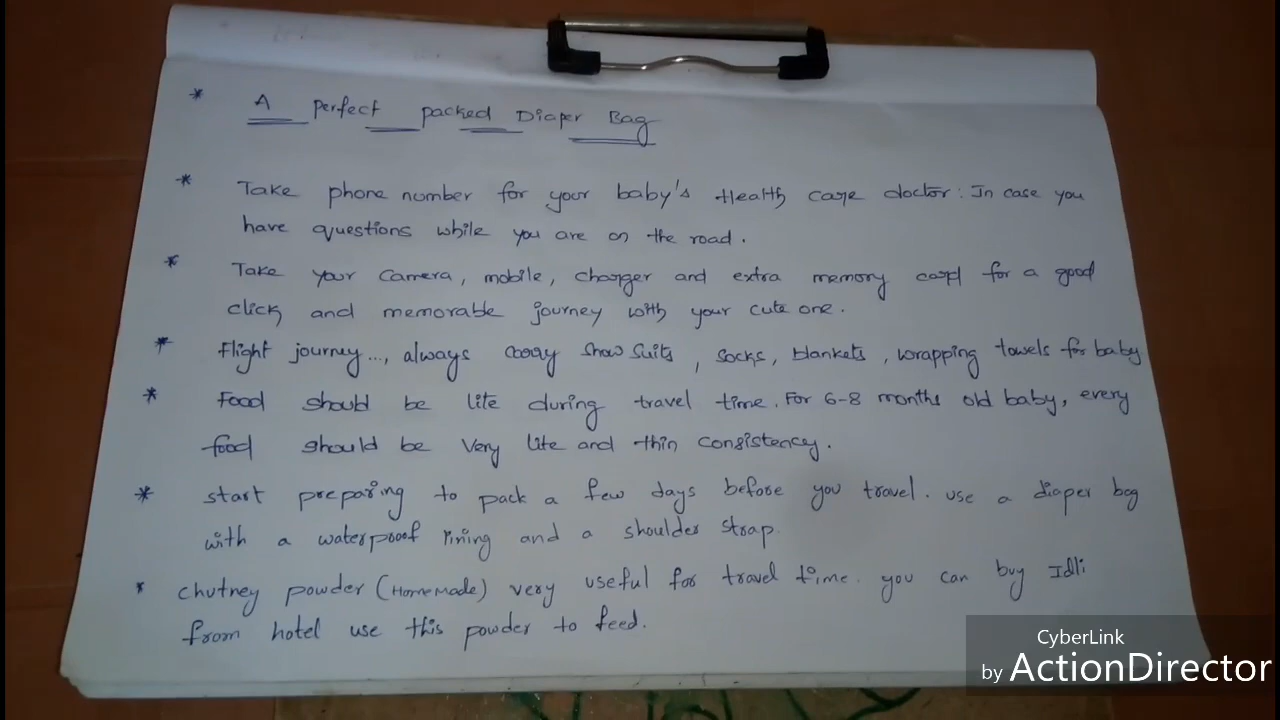 * A perfect packed Diaper Bag
* Take phone number for your baby's Health care doctor: In case you
have questions while you are on the road.
* Take your camera, mobile, charger and extra memory card for a good
click and memorable journey with your cute one.
* Flight journey..., always carry Snow Suits, socks, blankets, wrapping towels for baby
* Food should be lite during travel time. For 6-8 months old baby, every
food should be very lite and thin consistency.
* start preparing to pack a few days before you travel. use a diaper bag
with a waterproof lining and a shoulder strap.
* chutney powder (Homemade) very useful for travel time. you can buy Idli
from hotel use this powder to feed.
CyberLink
by ActionDirector